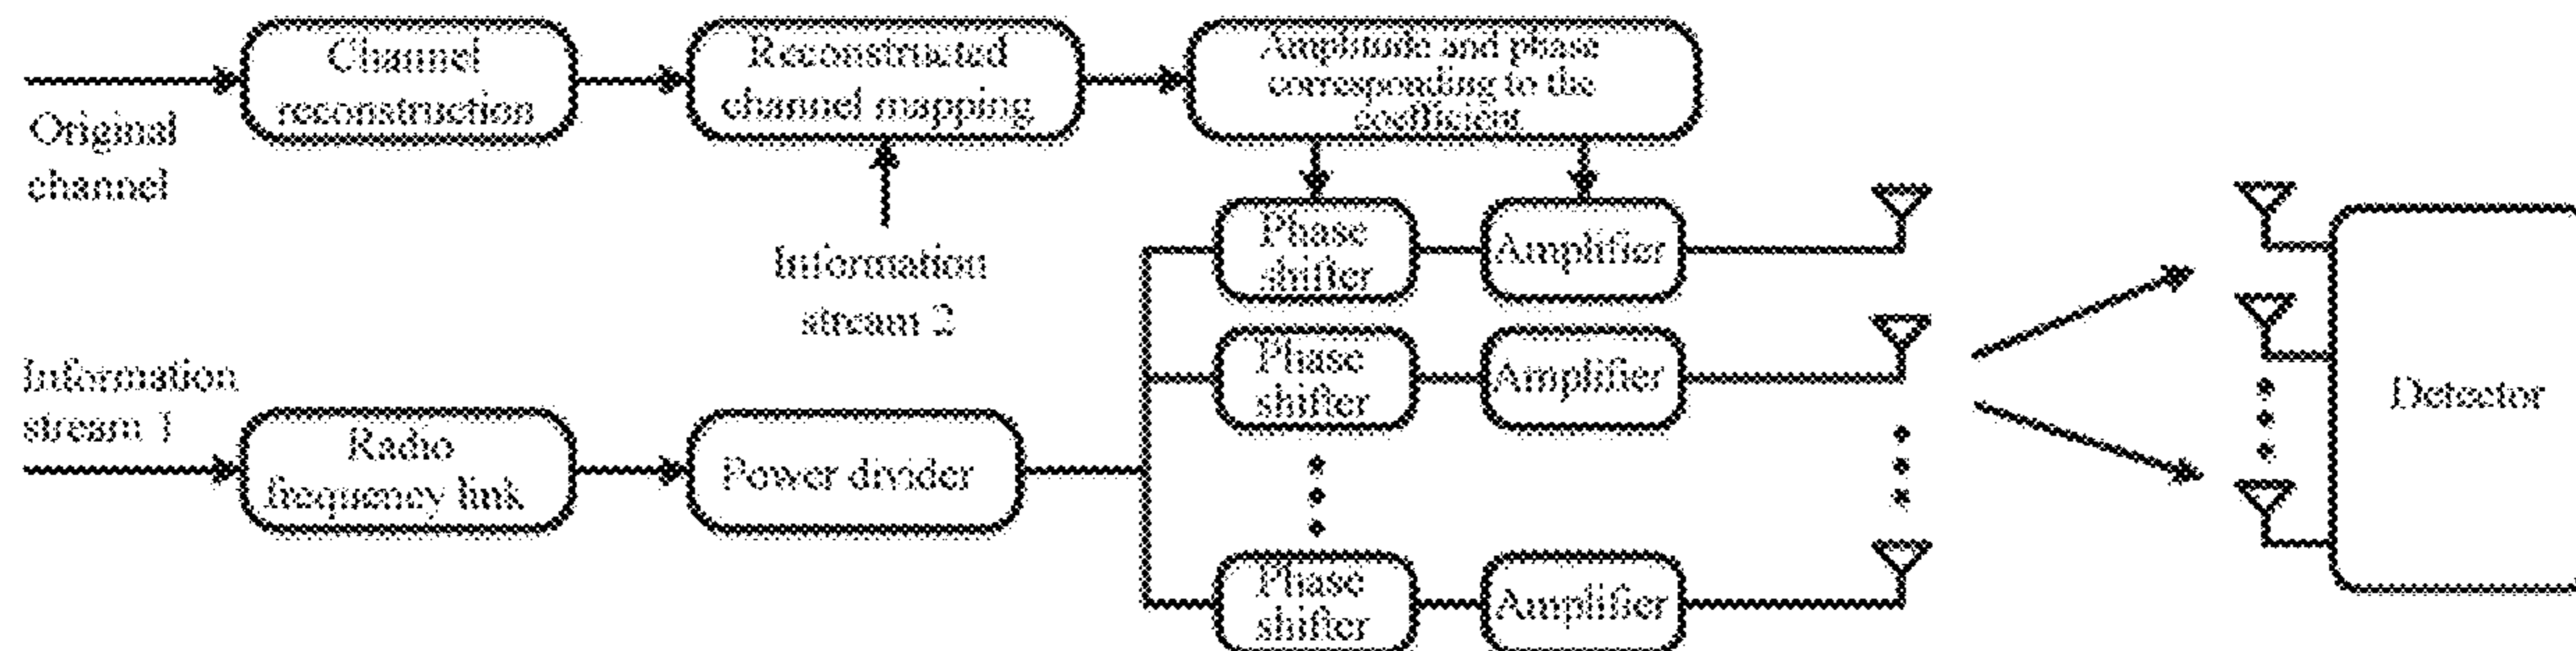 Channel
reconstruction
Reconstructed
channel mapping
Amplitude and phase
corresponding to the
coefficient
Original
channel
Information
stream 2
Phase
shifter
Amplifier
Phase
shifter
Amplifier
Information
stream 1
Radio
frequency link
Power divider
Phase
shifter
Amplifier
Detector